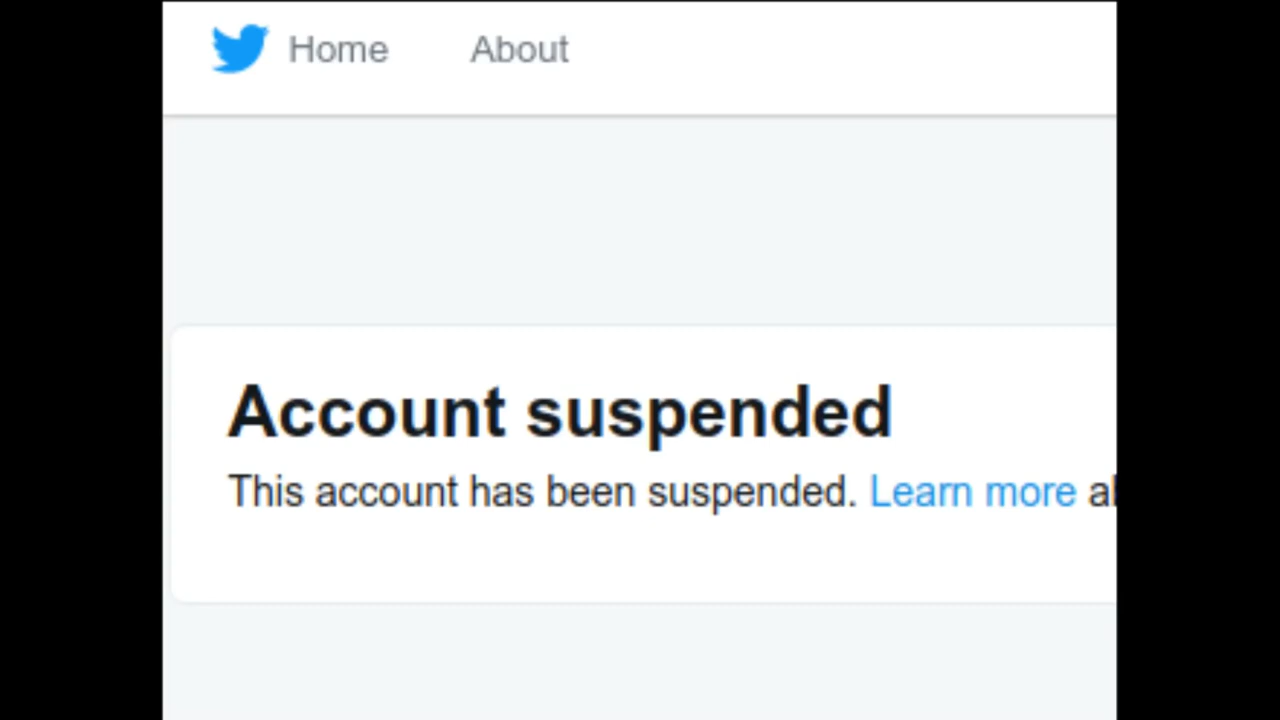 Home About
Account suspended
This account has been suspended. Learn more